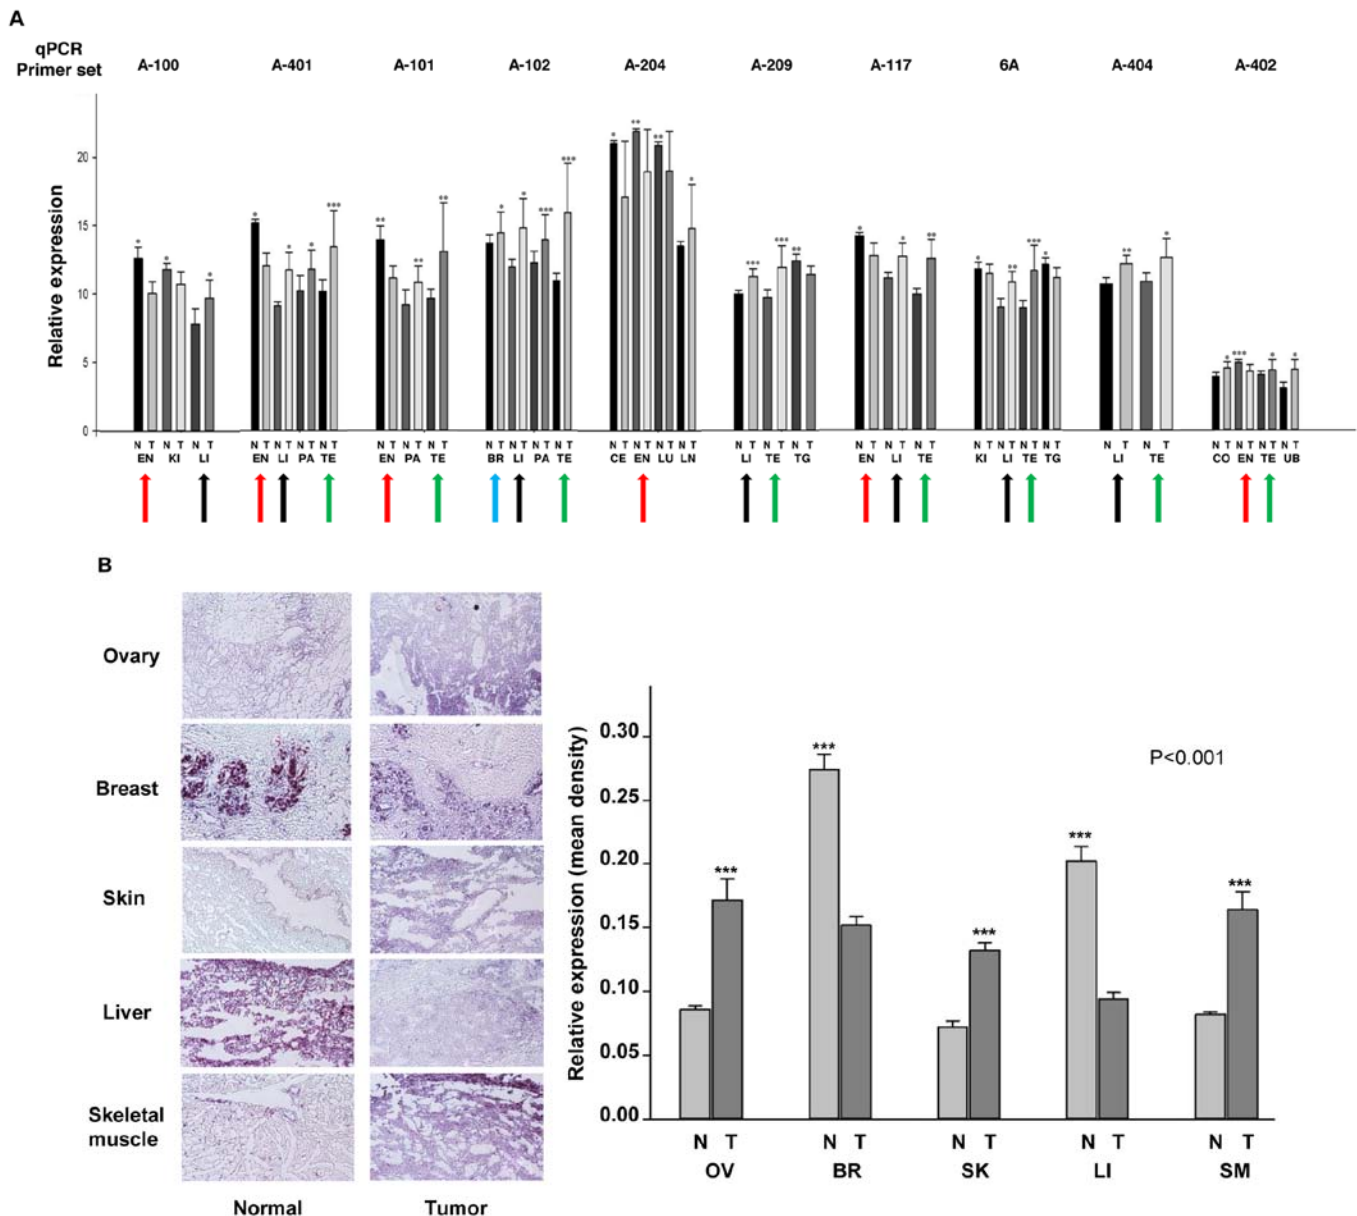 A
qPCR
Primer set
A-100 A-401 A-101 A-102 A-204 A-209 A-117 6A A-404 A-402
Relative expression
20
15
10
5
0
* * * * * *** ** ** ** * * *** * ** *** ** * ** *** ** * * ** * ** *** * ** * * *** * *
N T N T N T N T N T N T N T N T N T N T N T N T N T N T N T N T N T N T N T N T N T N T N T N T N T N T N T N T N T N T N T N T N T N T
EN KI LI EN LI PA TE EN PA TE BR LI PA TE CE EN LU LN LI TE TG EN LI TE KI LI TE TG LI TE CO EN TE UB
B
Ovary
Breast
Skin
Liver
Skeletal
muscle
Normal Tumor
Relative expression (mean density)
0.30
0.25
0.20
0.15
0.10
0.05
0.00
P<0.001
*** *** *** *** ***
N T N T N T N T N T
OV BR SK LI SM